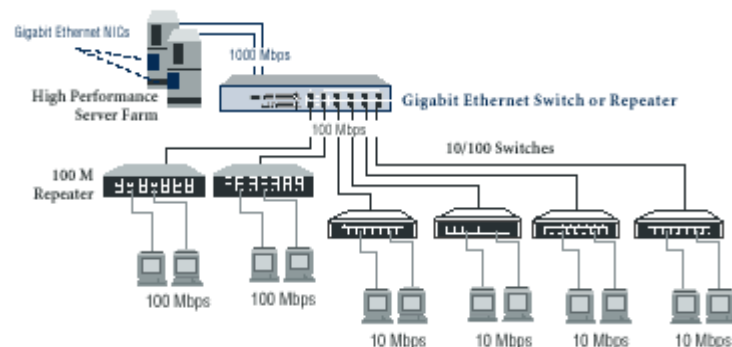 Gigabit Ethernet NICs
1000 Mbps
High Performance
Server Farm
Gigabit Ethernet Switch or Repeater
100 Mbps
10/100 Switches
100 M
Repeater
100 Mbps
100 Mbps
10 Mbps
10 Mbps
10 Mbps
10 Mbps